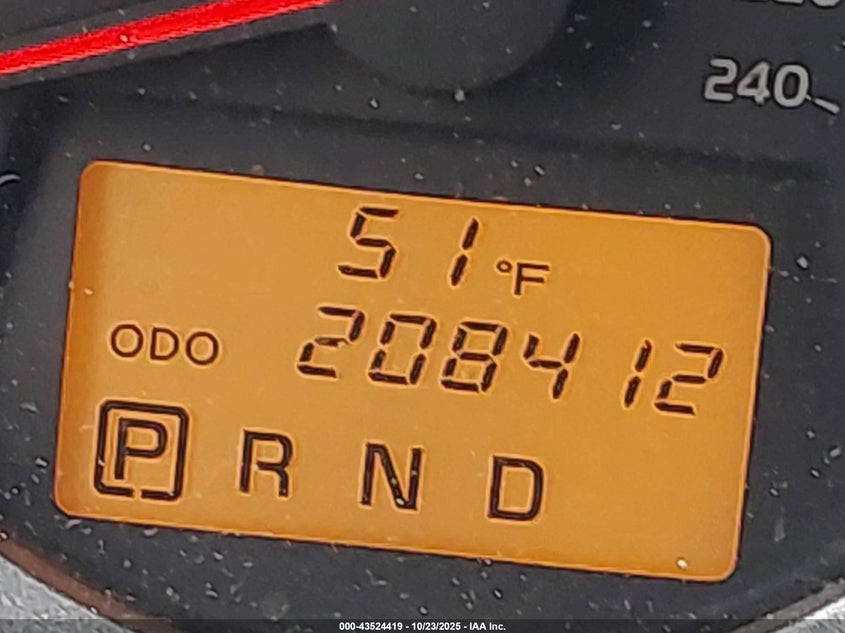 240
51 °F
ODO 208412
P R N D
000-43524419 - 10/23/2025 - IAA Inc.